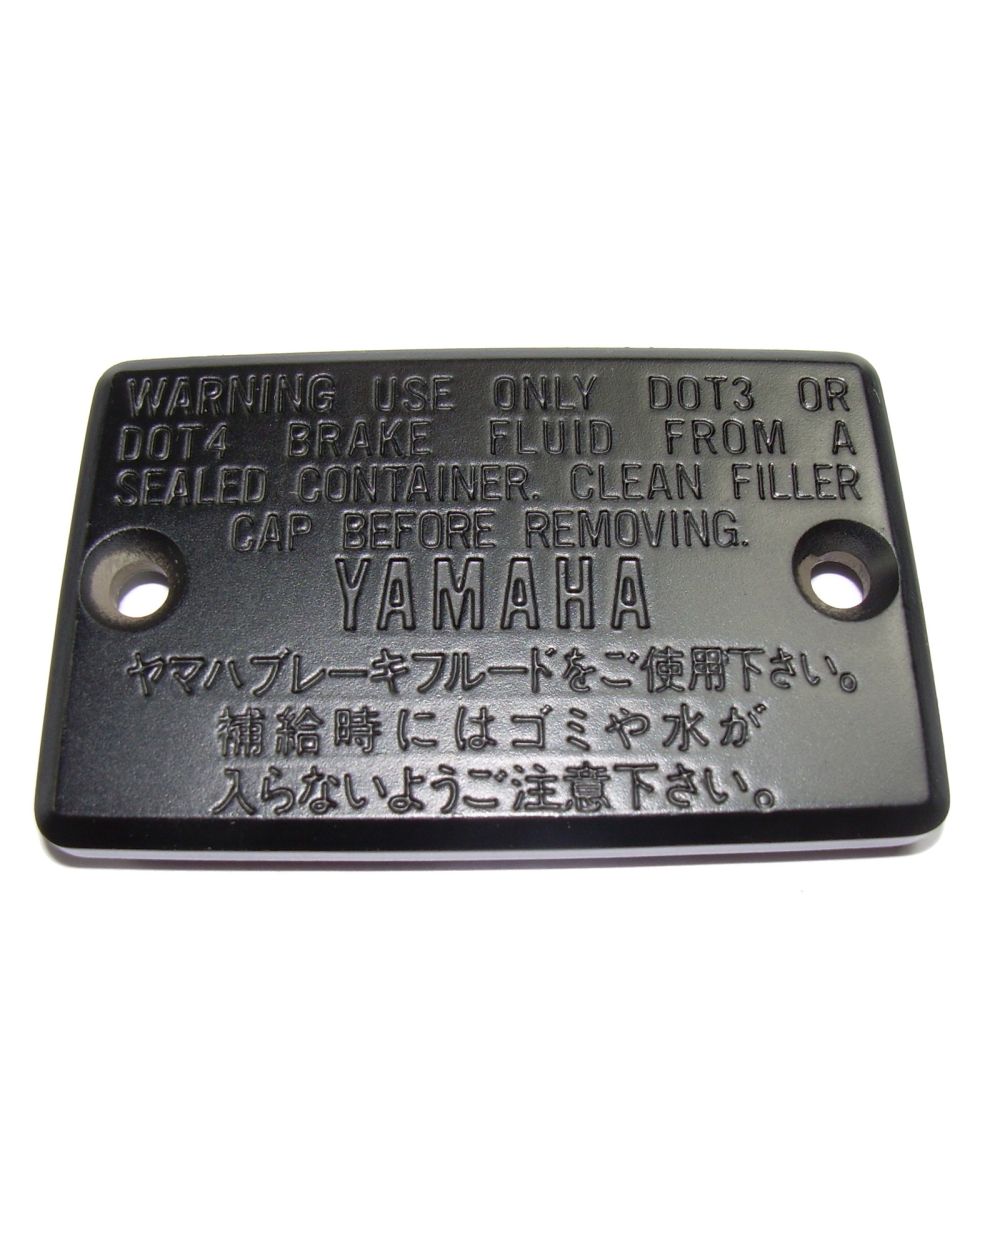 WARNING USE ONLY DOT3 OR
DOT4 BRAKE FLUID FROM A
SEALED CONTAINER. CLEAN FILLER
CAP BEFORE REMOVING.
YAMAHA
ヤマハブレーキフルードをご使用下さい。
補給時にはゴミや水が
入らないようご注意下さい。